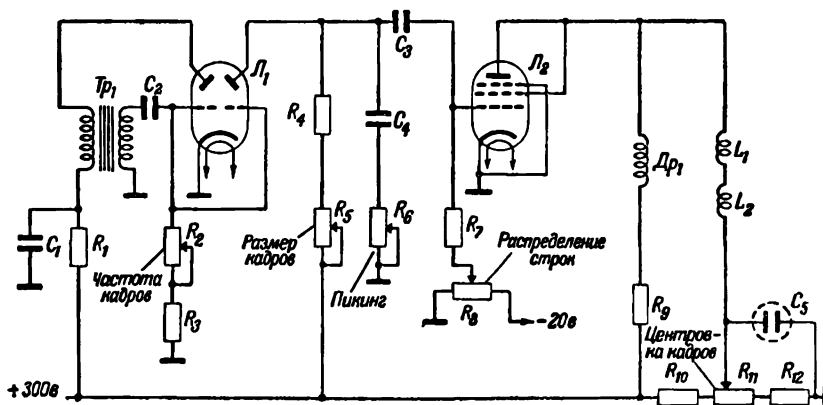 Тр₁
C₂
Л₁
C₃
Л₂
R₄
C₄
Др₁
L₁
L₂
C₁
R₁
R₂
Частота
кадров
R₃
R₅
Размер
кадров
R₆
Пикинг
R₇
Распределение
строк
R₈
-20в
R₉
C₅
Центров-
ка кадров
R₁₀
R₁₁
R₁₂
+300в